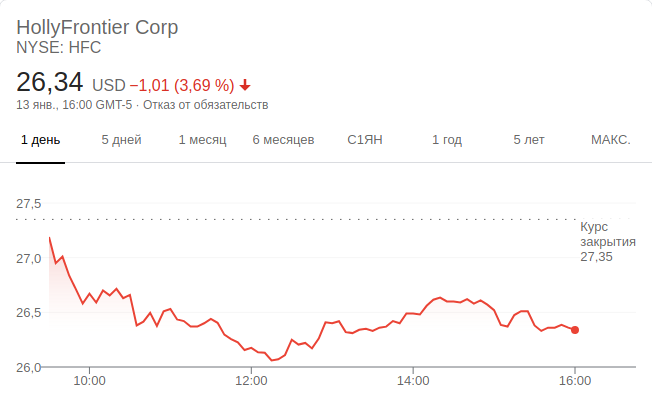 HollyFrontier Corp
NYSE: HFC
26,34 USD −1,01 (3,69 %)
13 янв., 16:00 GMT-5 · Отказ от обязательств
1 день 5 дней 1 месяц 6 месяцев С1ЯН 1 год 5 лет МАКС.
27,5
Курс
закрытия
27,35
27,0
26,5
26,0
10:00 12:00 14:00 16:00